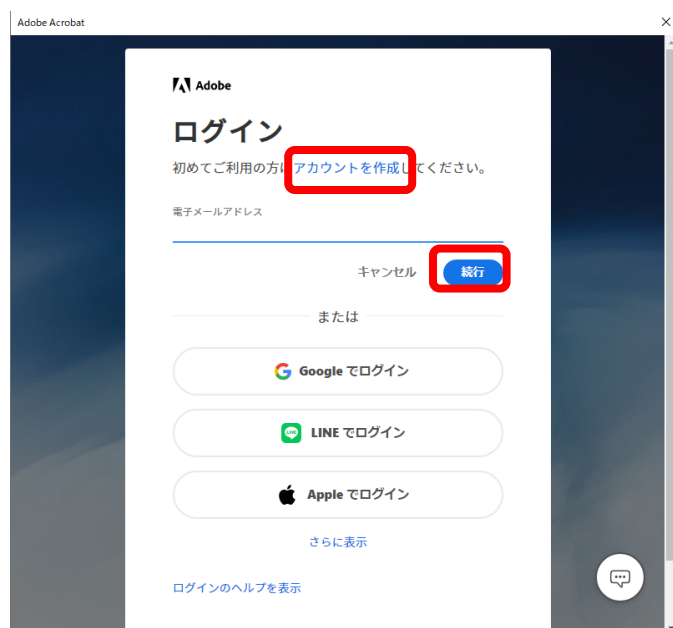 Adobe Acrobat
Adobe
ログイン
初めてご利用の方はアカウントを作成してください。
電子メールアドレス
キャンセル 続行
または
Google でログイン
LINE でログイン
Apple でログイン
さらに表示
ログインのヘルプを表示